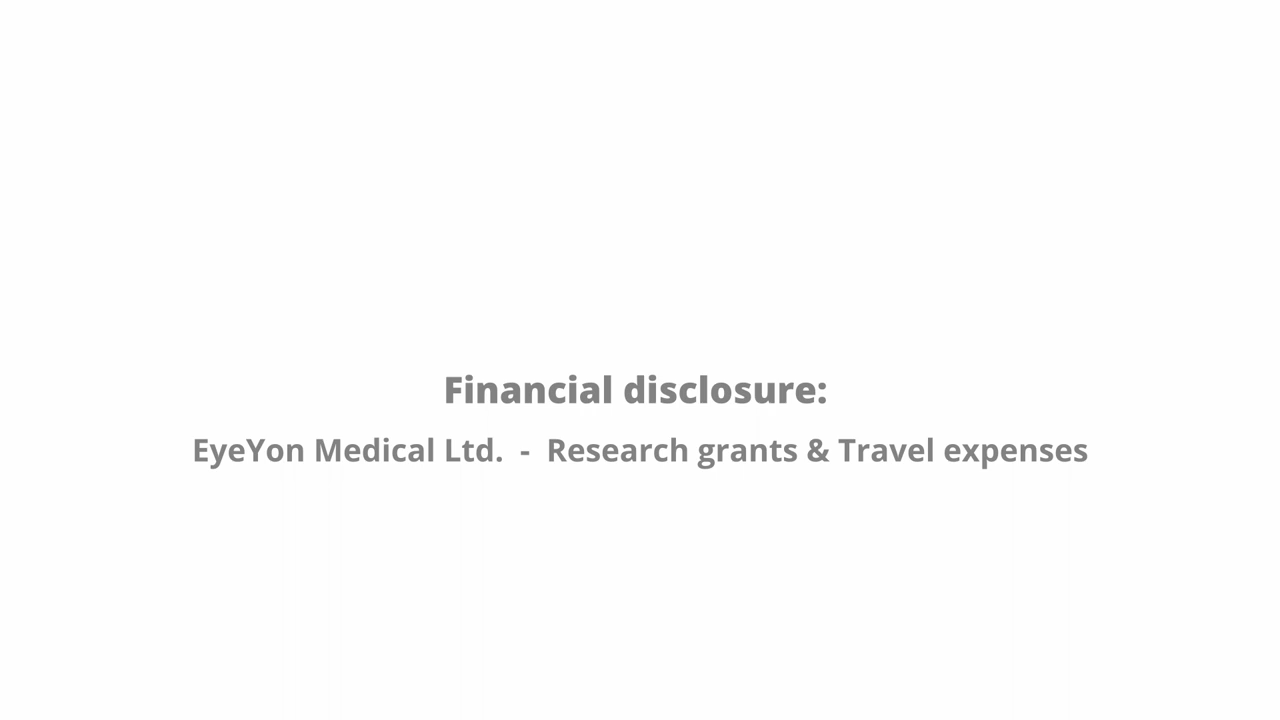 Financial disclosure:
EyeYon Medical Ltd. - Research grants & Travel expenses